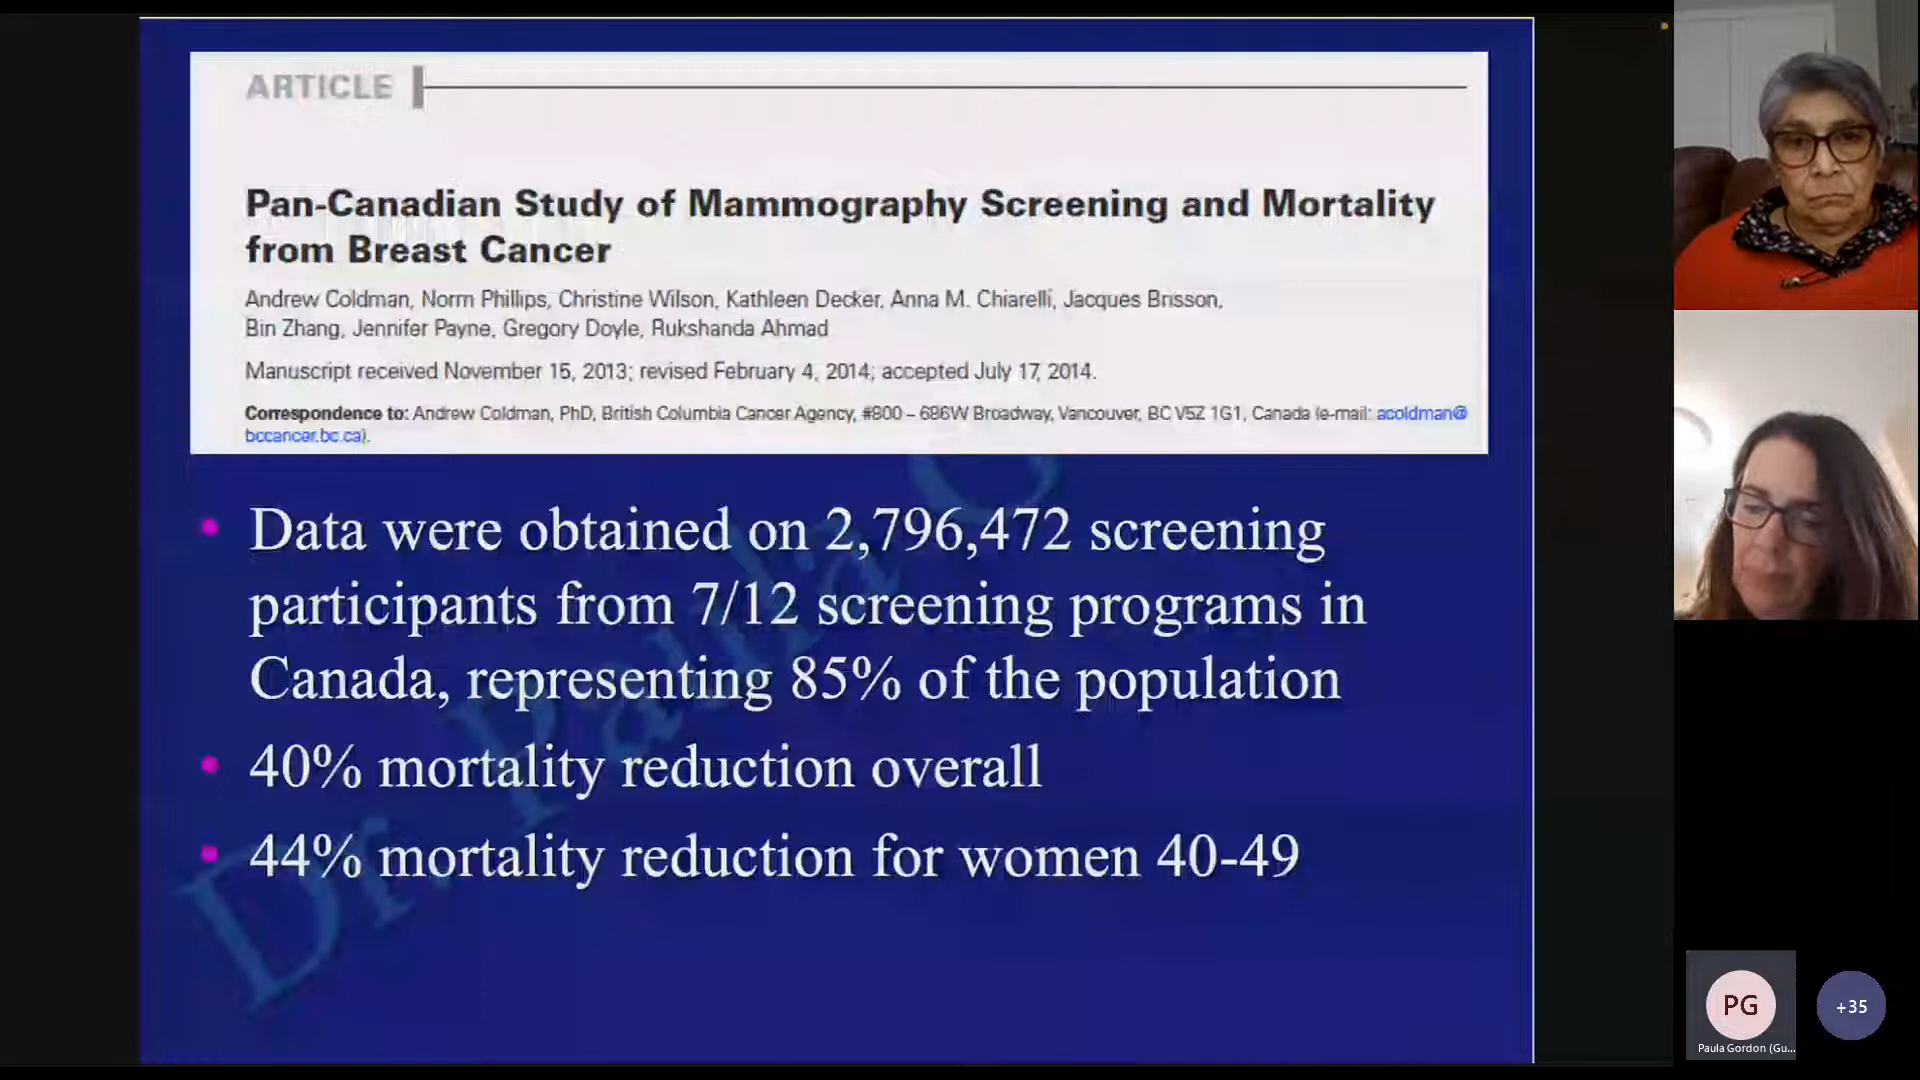 ARTICLE
Pan-Canadian Study of Mammography Screening and Mortality
from Breast Cancer
Andrew Coldman, Norm Phillips, Christine Wilson, Kathleen Decker, Anna M. Chiarelli, Jacques Brisson,
Bin Zhang, Jennifer Payne, Gregory Doyle, Rukshanda Ahmad
Manuscript received November 15, 2013; revised February 4, 2014; accepted July 17, 2014.
Correspondence to: Andrew Coldman, PhD, British Columbia Cancer Agency, #800 – 686W Broadway, Vancouver, BC V5Z 1G1, Canada (e-mail: acoldman@
bccancer.bc.ca).
• Data were obtained on 2,796,472 screening
participants from 7/12 screening programs in
Canada, representing 85% of the population
• 40% mortality reduction overall
• 44% mortality reduction for women 40-49
Dr. Paula G
PG
Paula Gordon (Gu...
+35